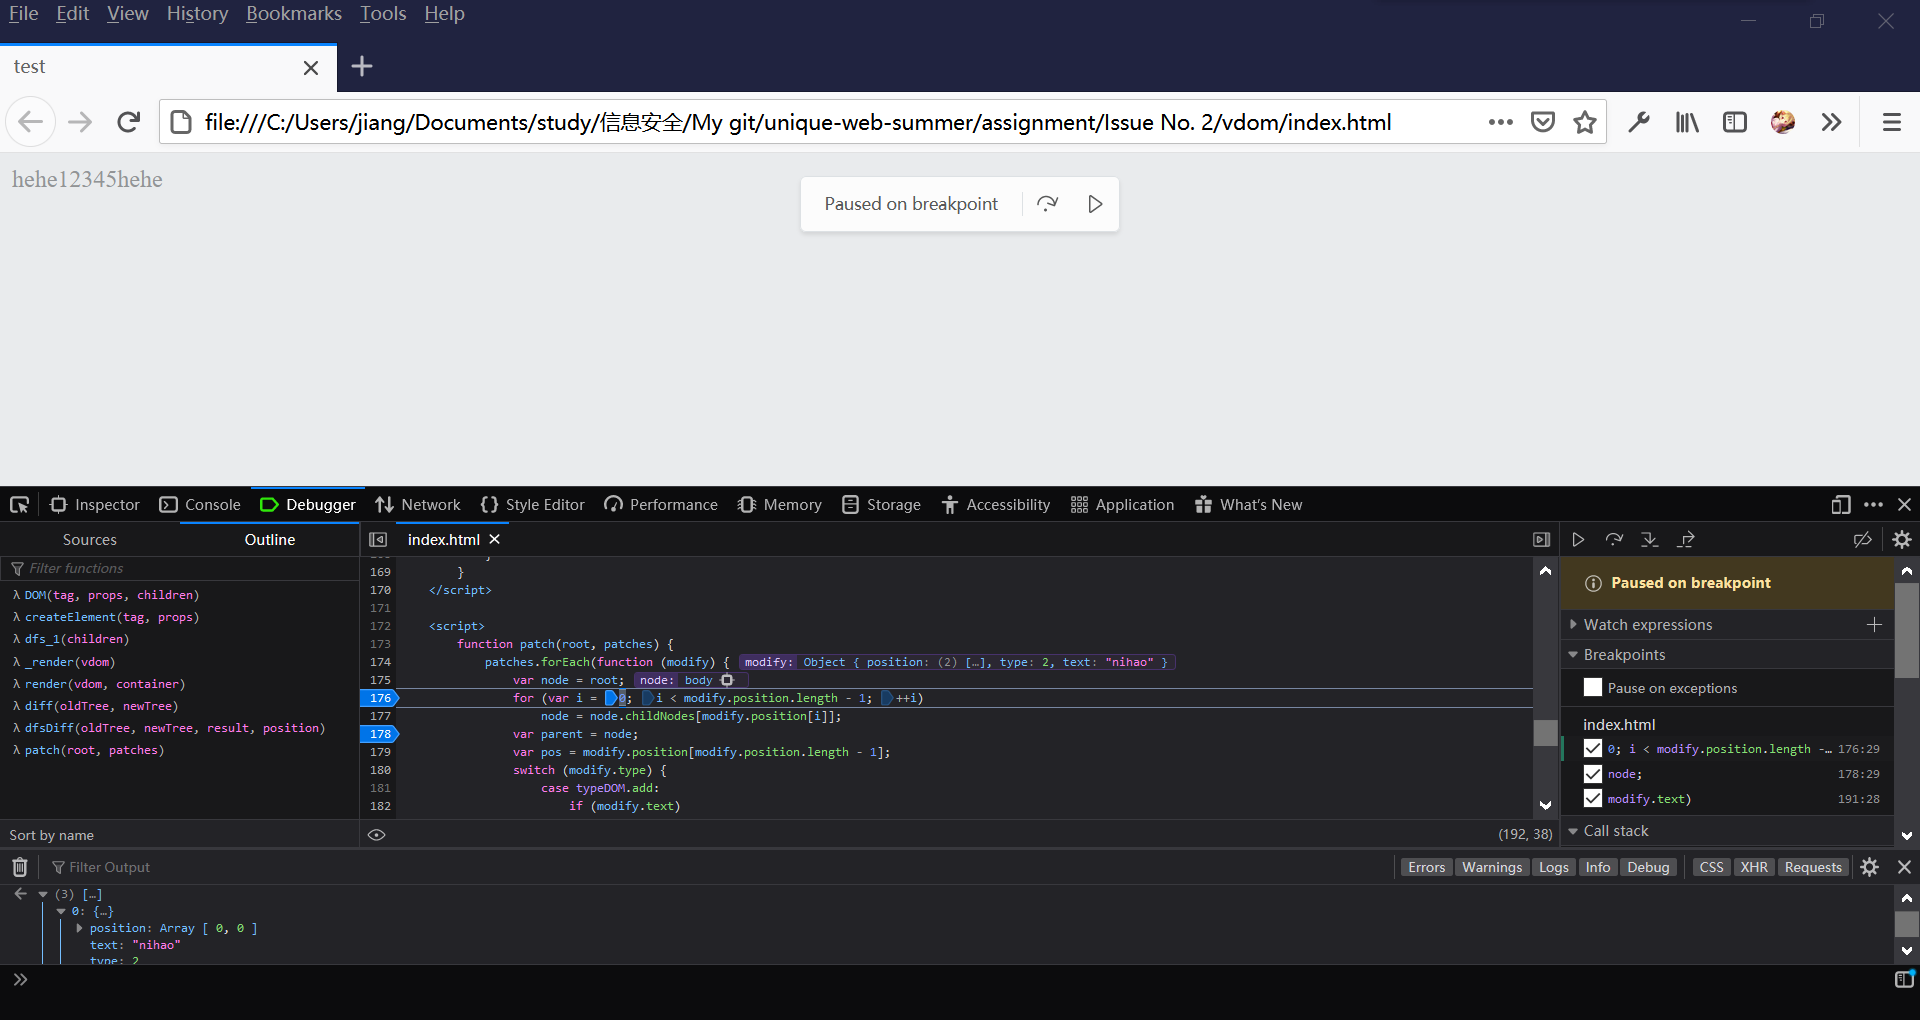 File Edit View History Bookmarks Tools Help
test
file:///C:/Users/jiang/Documents/study/信息安全/My git/unique-web-summer/assignment/Issue No. 2/vdom/index.html
hehe12345hehe
Paused on breakpoint
Inspector Console Debugger Network Style Editor Performance Memory Storage Accessibility Application What's New
Sources Outline
Filter functions
λ DOM(tag, props, children)
λ createElement(tag, props)
λ dfs_1(children)
λ _render(vdom)
λ render(vdom, container)
λ diff(oldTree, newTree)
λ dfsDiff(oldTree, newTree, result, position)
λ patch(root, patches)
Sort by name
index.html
169 }
170 </script>
171
172 <script>
173 function patch(root, patches) {
174 patches.forEach(function (modify) { modify: Object { position: (2) […], type: 2, text: "nihao" }
175 var node = root; node: body
176 for (var i = 0; i < modify.position.length - 1; ++i)
177 node = node.childNodes[modify.position[i]];
178 var parent = node;
179 var pos = modify.position[modify.position.length - 1];
180 switch (modify.type) {
181 case typeDOM.add:
182 if (modify.text)
(192, 38)
Paused on breakpoint
Watch expressions
Breakpoints
Pause on exceptions
index.html
0; i < modify.position.length -… 176:29
node; 178:29
modify.text) 191:28
Call stack
Filter Output
Errors Warnings Logs Info Debug CSS XHR Requests
(3) […]
0: {…}
position: Array [ 0, 0 ]
text: "nihao"
type: 2